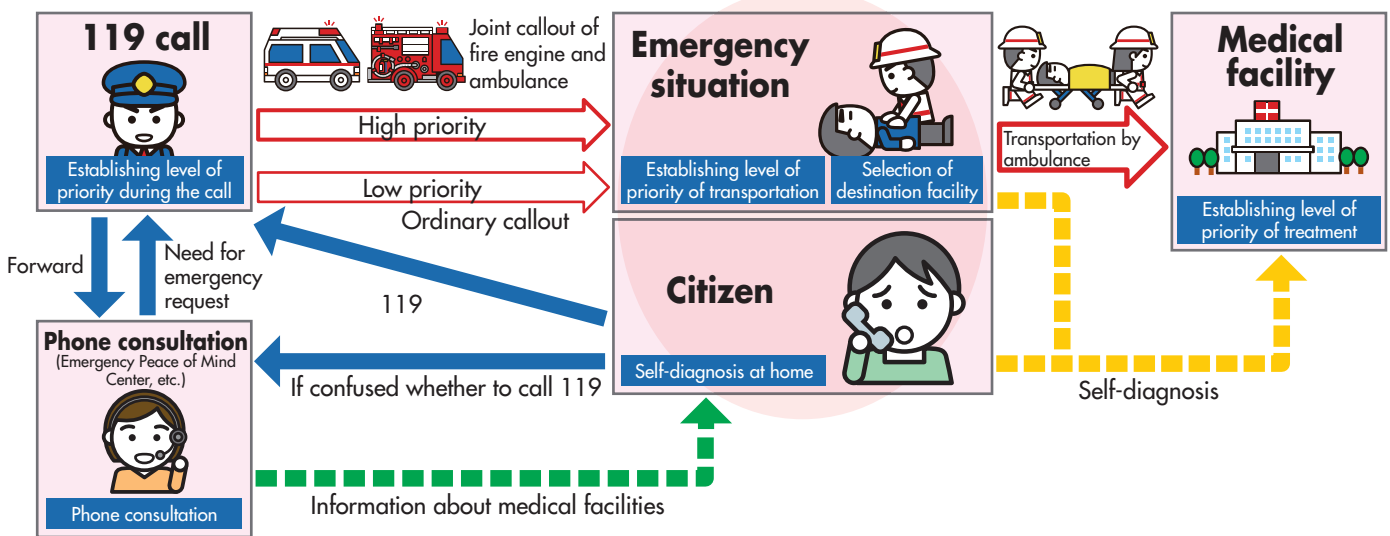 119 call
Establishing level of
priority during the call
Joint callout of
fire engine and
ambulance
High priority
Low priority
Ordinary callout
Emergency
situation
Establishing level of
priority of transportation
Selection of
destination facility
Transportation by
ambulance
Medical
facility
Establishing level of
priority of treatment
Forward
Need for
emergency
request
119
Citizen
Self-diagnosis at home
If confused whether to call 119
Self-diagnosis
Phone consultation
(Emergency Peace of Mind
Center, etc.)
Phone consultation
Information about medical facilities